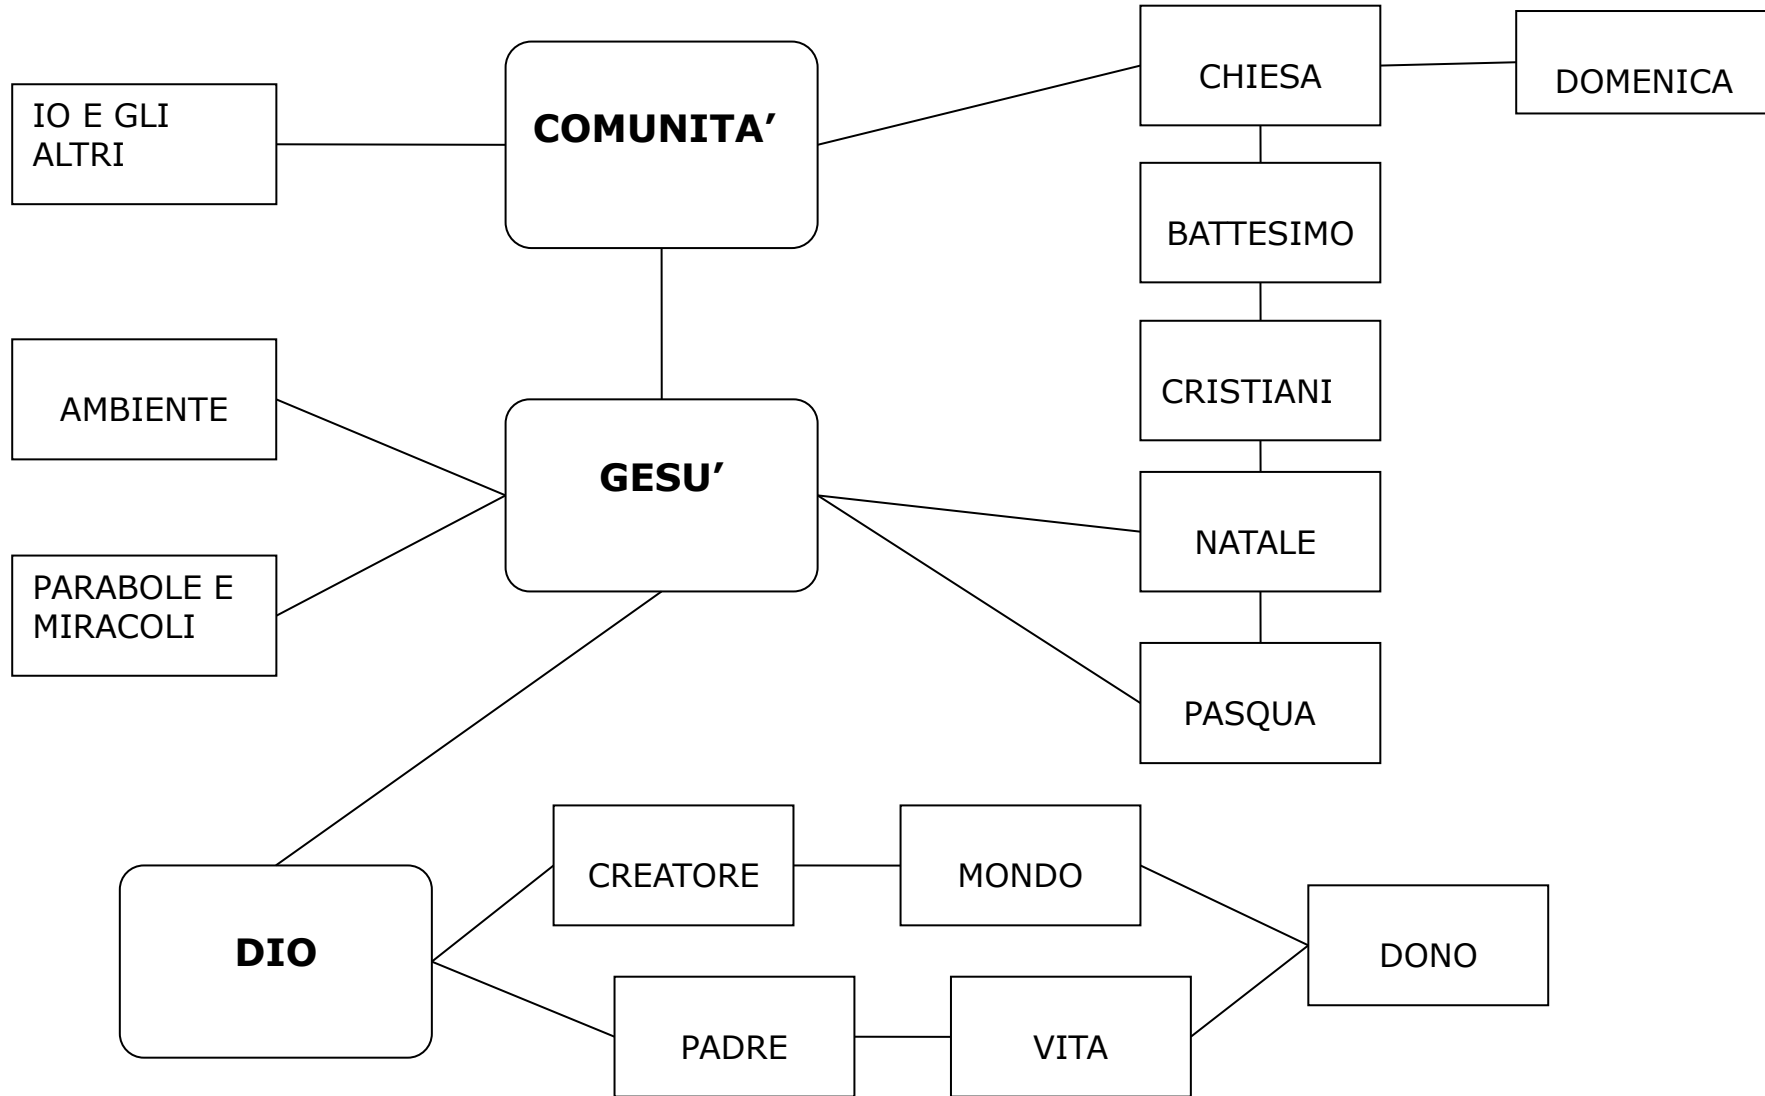 IO E GLI
ALTRI
COMUNITA’
CHIESA
DOMENICA
BATTESIMO
CRISTIANI
AMBIENTE
GESU’
NATALE
PARABOLE E
MIRACOLI
PASQUA
DIO
CREATORE
MONDO
DONO
PADRE
VITA